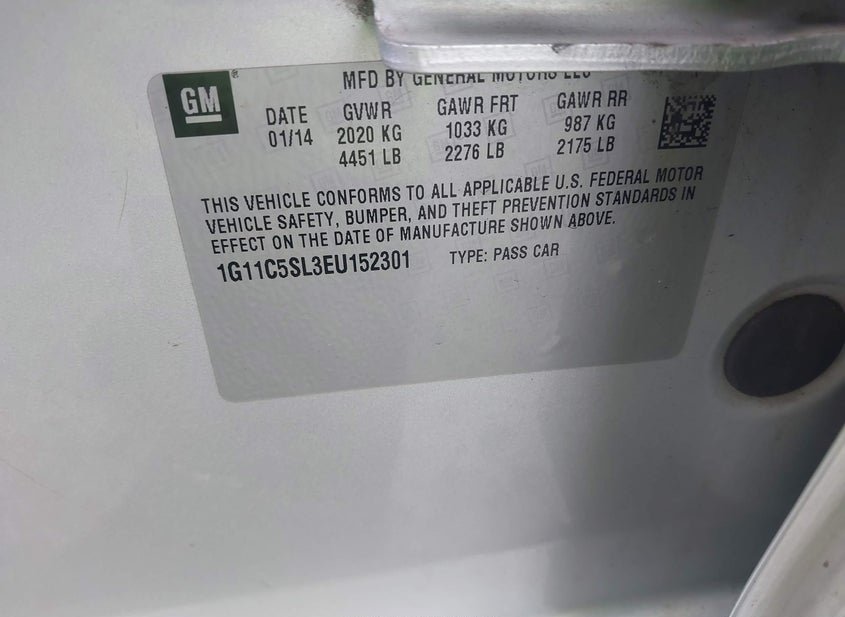 MFD BY GENERAL MOTORS LLC
GM
DATE GVWR GAWR FRT GAWR RR
01/14 2020 KG 1033 KG 987 KG
4451 LB 2276 LB 2175 LB
THIS VEHICLE CONFORMS TO ALL APPLICABLE U.S. FEDERAL MOTOR
VEHICLE SAFETY, BUMPER, AND THEFT PREVENTION STANDARDS IN
EFFECT ON THE DATE OF MANUFACTURE SHOWN ABOVE.
1G11C5SL3EU152301 TYPE: PASS CAR